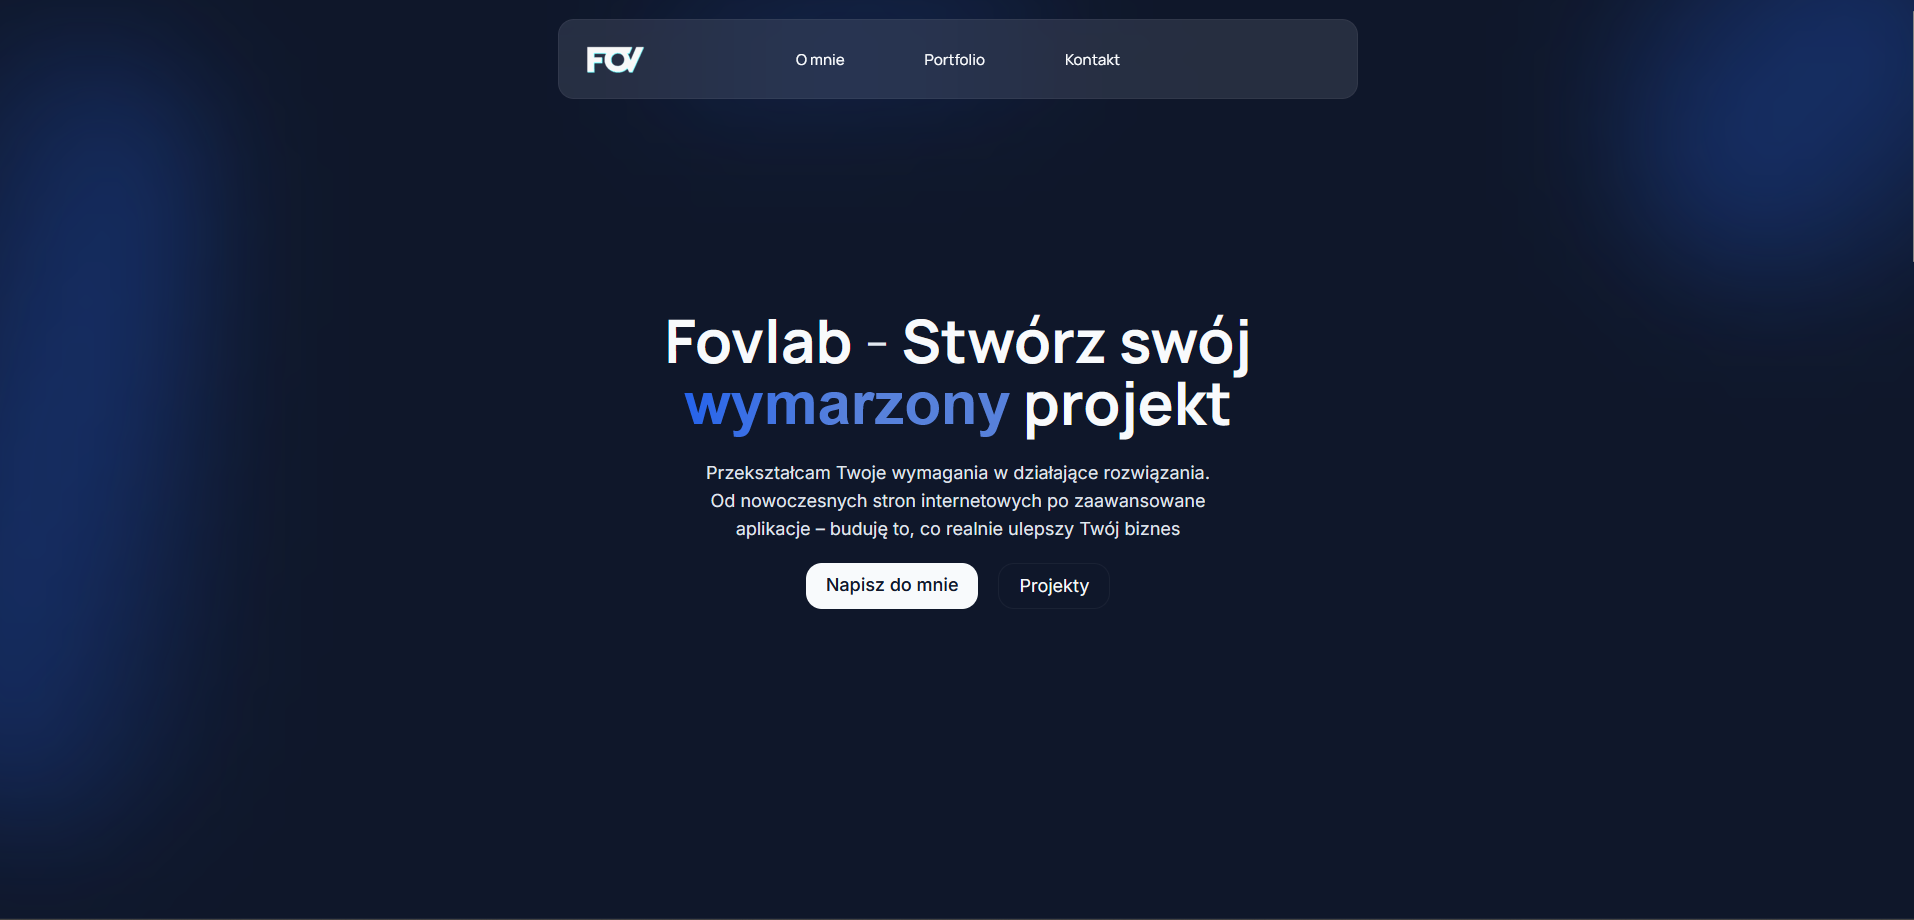 FOV
O mnie
Portfolio
Kontakt
Fovlab - Stwórz swój
wymarzony projekt
Przekształcam Twoje wymagania w działające rozwiązania.
Od nowoczesnych stron internetowych po zaawansowane
aplikacje – buduję to, co realnie ulepszy Twój biznes
Napisz do mnie
Projekty